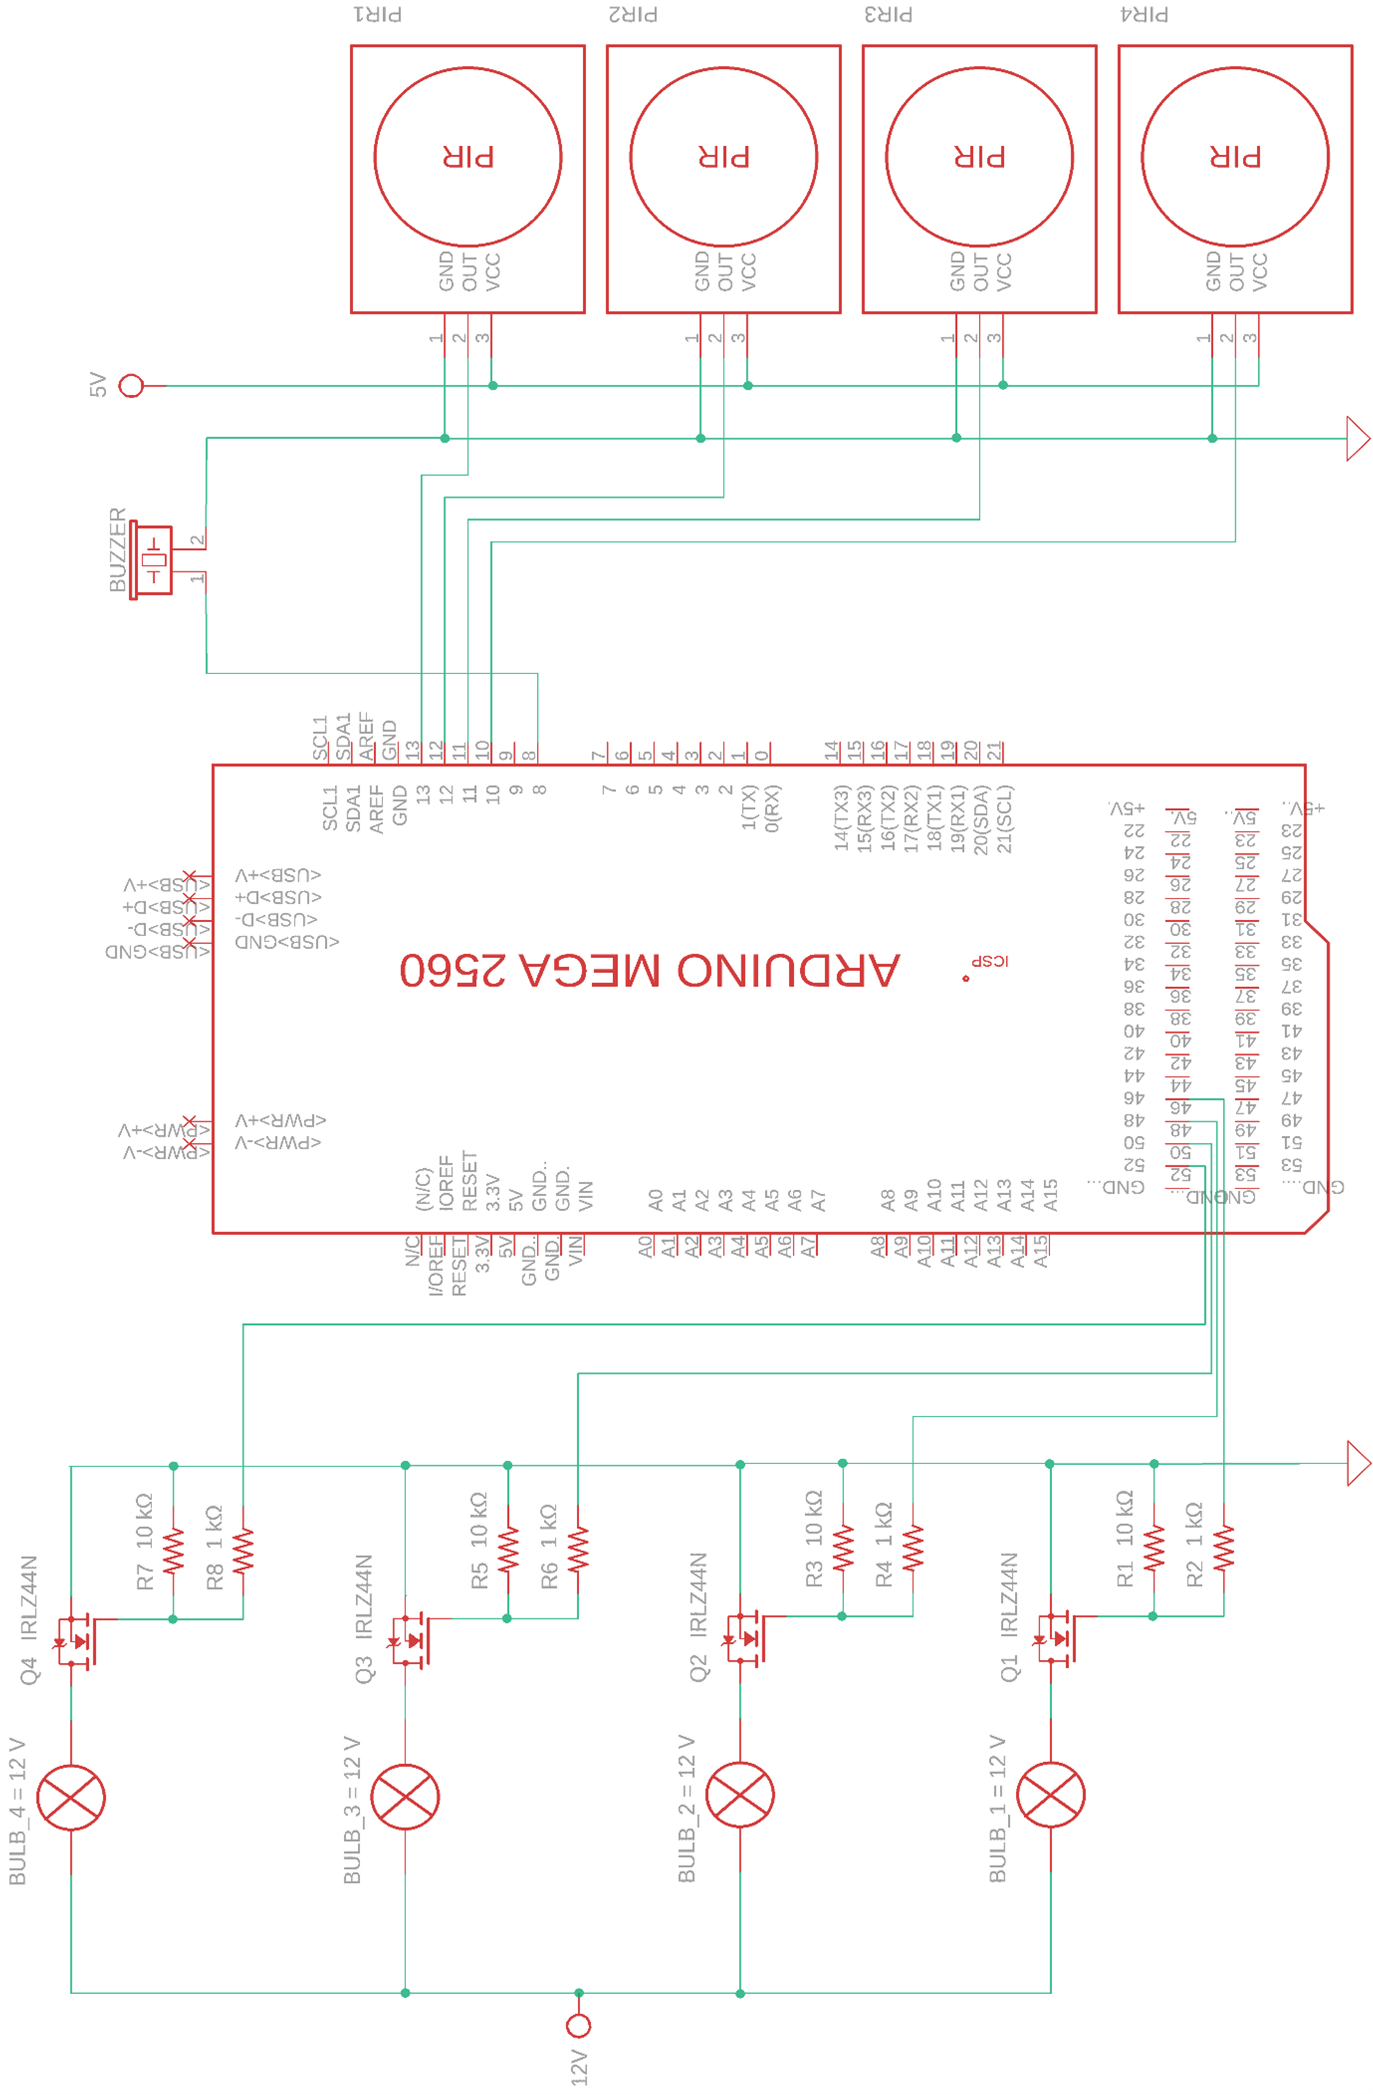 PIR1
PIR2
PIR3
PIR4
PIR
PIR
PIR
PIR
GND
OUT
VCC
GND
OUT
VCC
GND
OUT
VCC
GND
OUT
VCC
1
2
3
1
2
3
1
2
3
1
2
3
5V
BUZZER
2
1
SCL1
SDA1
AREF
GND
13
12
11
10
9
8
7
6
5
4
3
2
1
0
14
15
16
17
18
19
20
21
SCL1
SDA1
AREF
GND
13
12
11
10
9
8
7
6
5
4
3
2
1(TX)
0(RX)
14(TX3)
15(RX3)
16(TX2)
17(RX2)
18(TX1)
19(RX1)
20(SDA)
21(SCL)
<USB>+V
<USB>D+
<USB>D-
<USB>GND
<USB>+V
<USB>D+
<USB>D-
<USB>GND
ARDUINO MEGA 2560
ICSP
<PWR>+V
<PWR>-V
<PWR>+V
<PWR>-V
+5V 5V. 5V.. +5V..
22 22 23 23
24 24 25 25
26 26 27 27
28 28 29 29
30 30 31 31
32 32 33 33
34 34 35 35
36 36 37 37
38 38 39 39
40 40 41 41
42 42 43 43
44 44 45 45
46 46 47 47
48 48 49 49
50 50 51 51
52 52 53 53
GND... GND... GND GND....
(N/C)
IOREF
RESET
3.3V
5V
GND..
GND.
VIN
A0
A1
A2
A3
A4
A5
A6
A7
A8
A9
A10
A11
A12
A13
A14
A15
N/C
I/OREF
RESET
3.3V
5V
GND..
GND.
VIN
A0
A1
A2
A3
A4
A5
A6
A7
A8
A9
A10
A11
A12
A13
A14
A15
Q4 IRLZ44N
R7 10 kΩ
R8 1 kΩ
Q3 IRLZ44N
R5 10 kΩ
R6 1 kΩ
Q2 IRLZ44N
R3 10 kΩ
R4 1 kΩ
Q1 IRLZ44N
R1 10 kΩ
R2 1 kΩ
BULB_4 = 12 V
BULB_3 = 12 V
BULB_2 = 12 V
BULB_1 = 12 V
12V